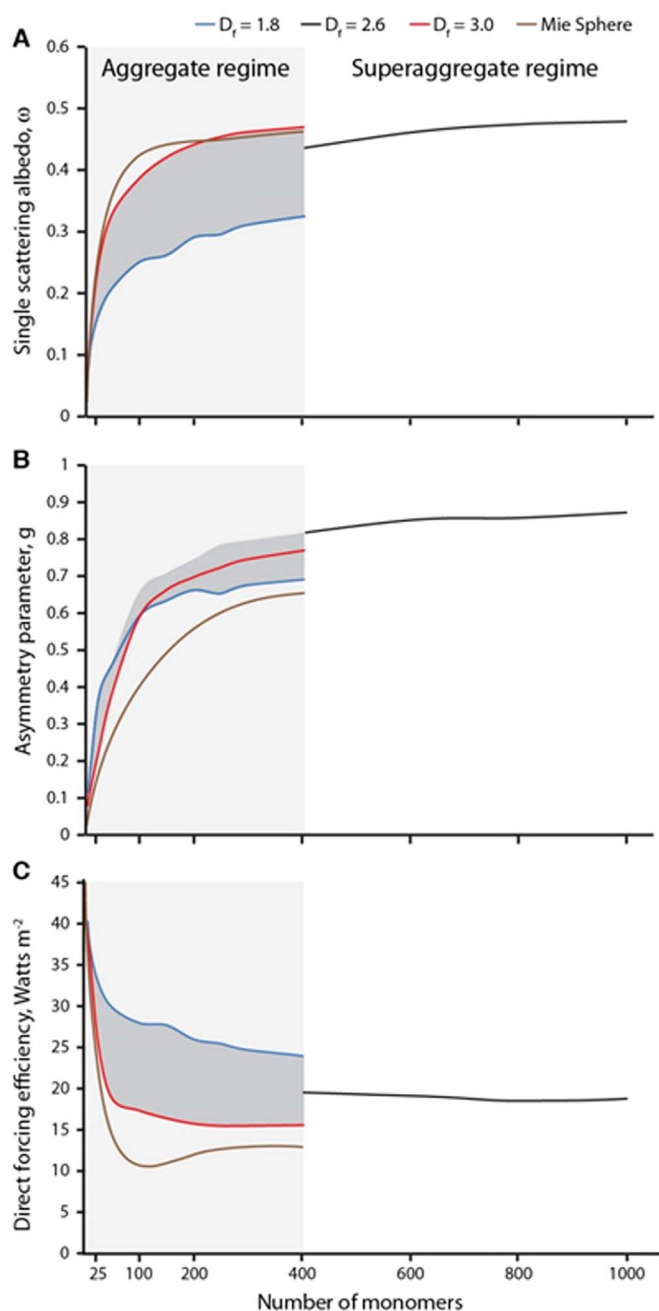 D_f = 1.8 D_f = 2.6 D_f = 3.0 Mie Sphere
A
Aggregate regime Superaggregate regime
Single scattering albedo, ω
0.6
0.5
0.4
0.3
0.2
0.1
0
B
Asymmetry parameter, g
1
0.9
0.8
0.7
0.6
0.5
0.4
0.3
0.2
0.1
0
C
Direct forcing efficiency, Watts m⁻²
45
40
35
30
25
20
15
10
5
0
25 100 200 400 600 800 1000
Number of monomers